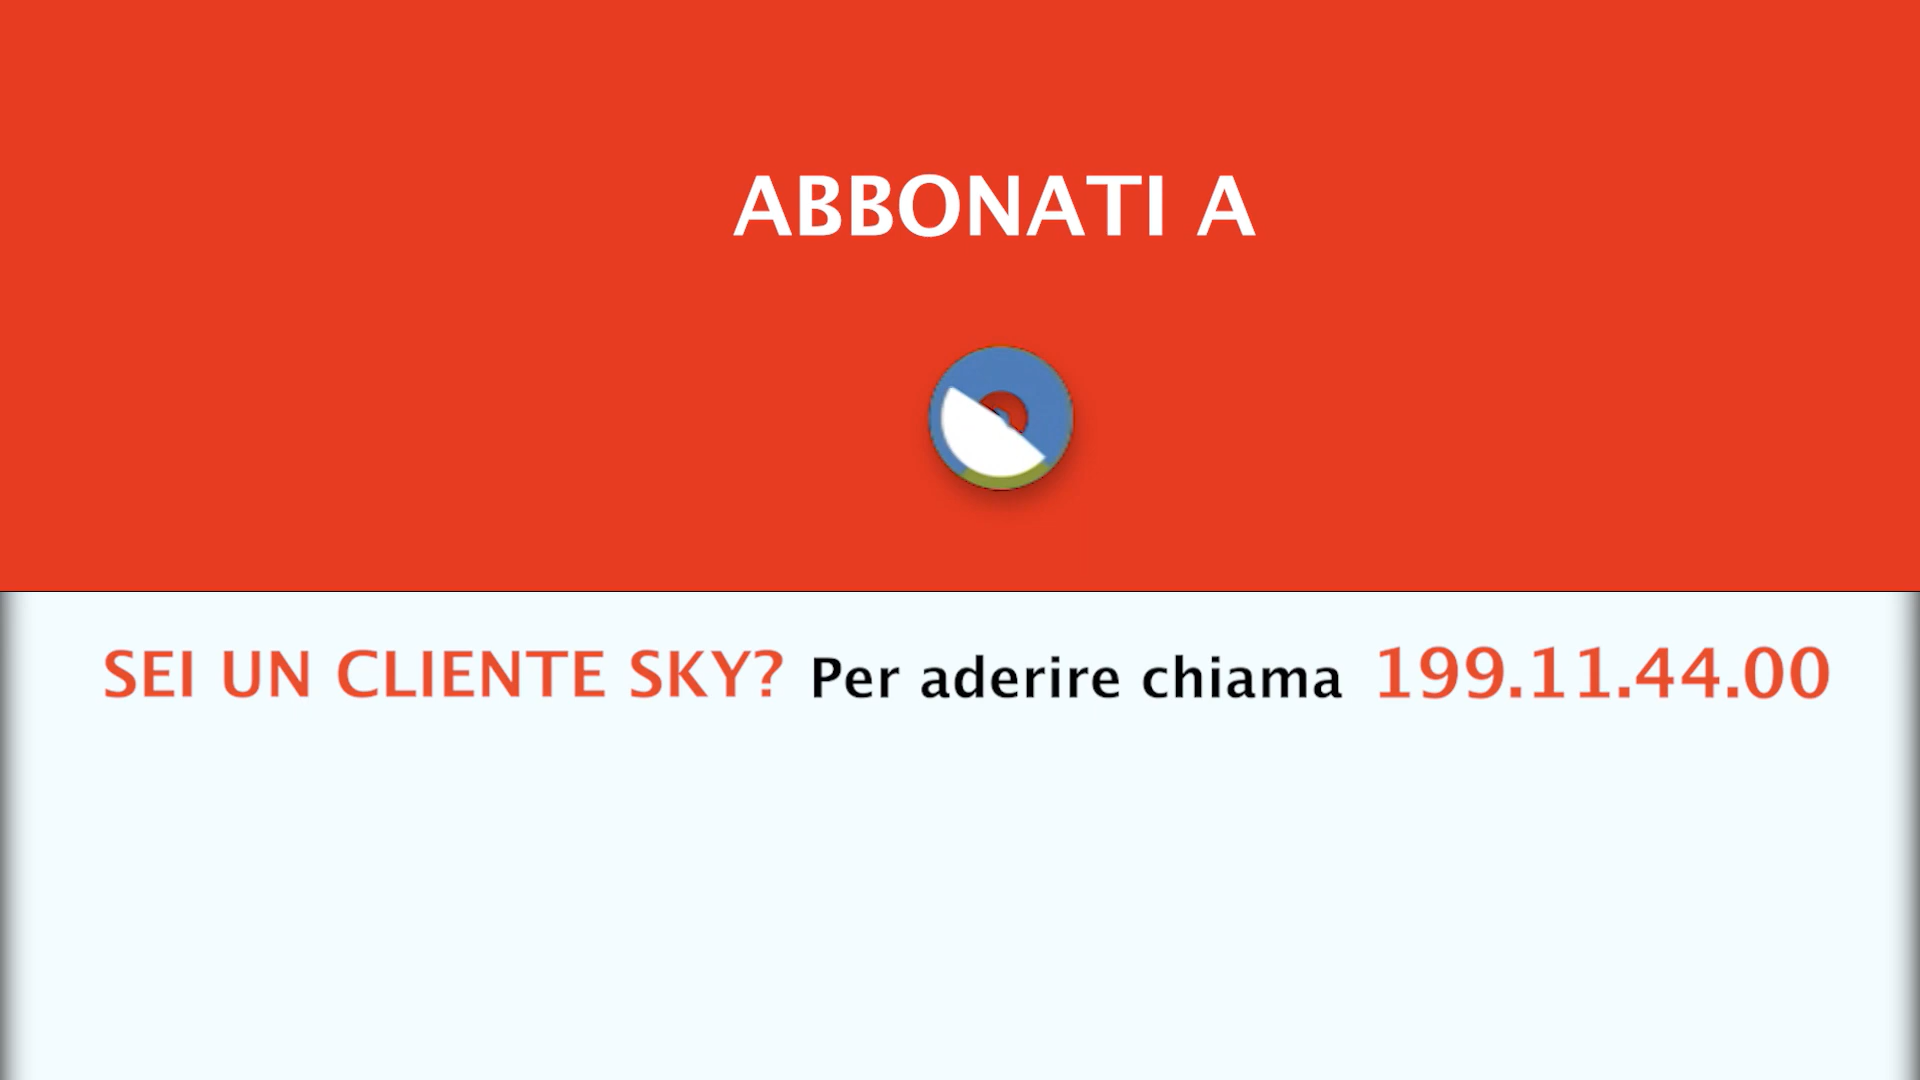 ABBONATI A
SEI UN CLIENTE SKY? Per aderire chiama 199.11.44.00